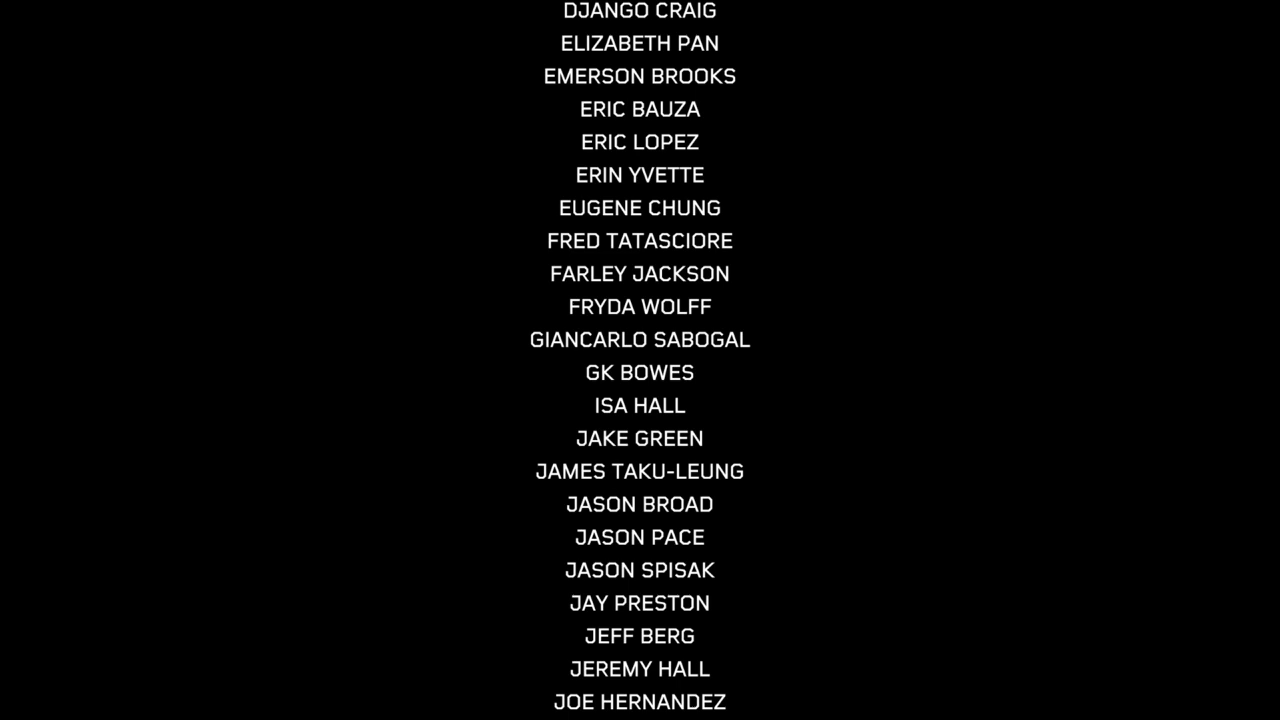 DJANGO CRAIG
ELIZABETH PAN
EMERSON BROOKS
ERIC BAUZA
ERIC LOPEZ
ERIN YVETTE
EUGENE CHUNG
FRED TATASCIORE
FARLEY JACKSON
FRYDA WOLFF
GIANCARLO SABOGAL
GK BOWES
ISA HALL
JAKE GREEN
JAMES TAKU-LEUNG
JASON BROAD
JASON PACE
JASON SPISAK
JAY PRESTON
JEFF BERG
JEREMY HALL
JOE HERNANDEZ